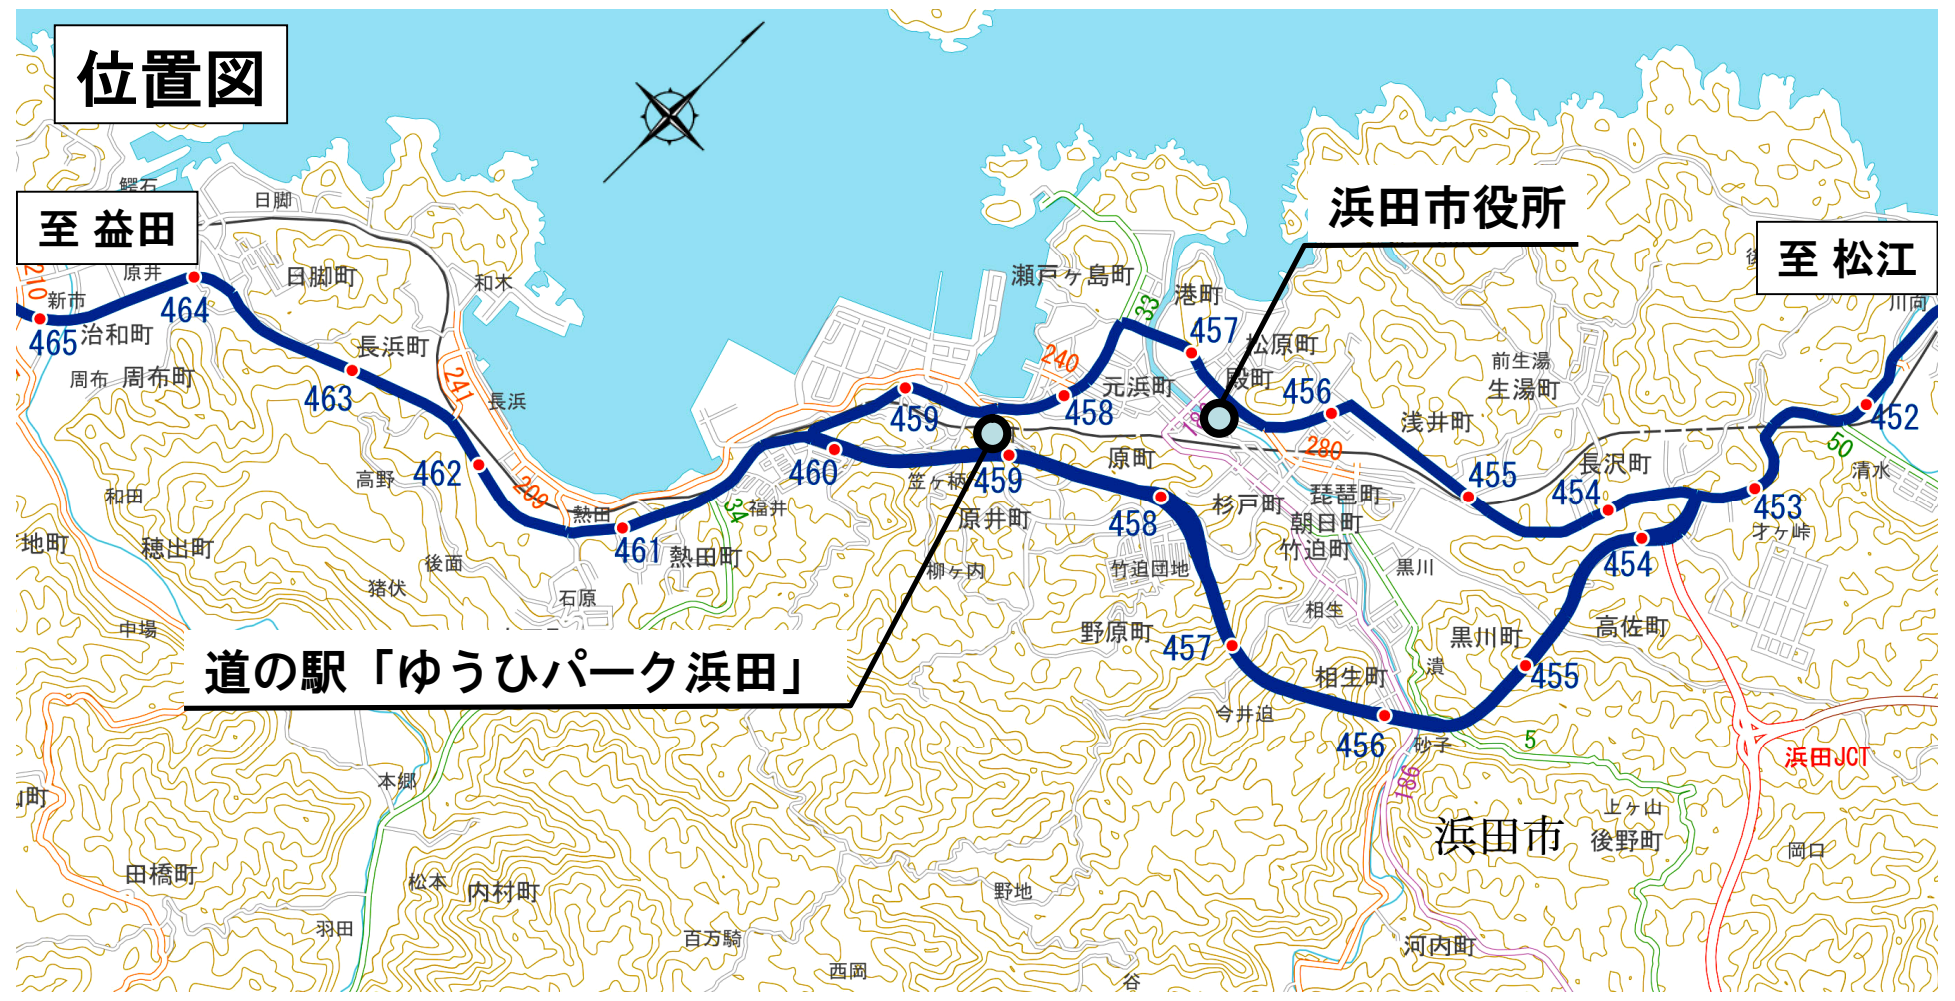 位置図
浜田市役所
至 益田
至 松江
鰐石
日脚
原井
日脚町
和木
瀬戸ヶ島町
港町
川向
210
新市
465
治和町
464
長浜町
33
457
松原町
240
周布
周布町
463
241
長浜
459
元浜町
458
殿町
456
前生湯
生湯町
浅井町
452
280
50
清水
高野
462
209
460
笠ヶ柄
459
原町
455
長沢町
454
453
和田
熱田
34
福井
原井町
458
杉戸町
琵琶町
朝日町
竹迫町
才ヶ峠
地町
穂出町
461
熱田町
後面
猪伏
柳ヶ内
竹迫団地
黒川
454
石原
相生
中場
野原町
457
黒川町
高佐町
道の駅「ゆうひパーク浜田」
相生町
潰
455
今井迫
456
砂子
5
浜田JCT
186
本郷
町
浜田市
上ヶ山
後野町
岡口
田橋町
松本
内村町
野地
羽田
百万騎
西岡
河内町
谷